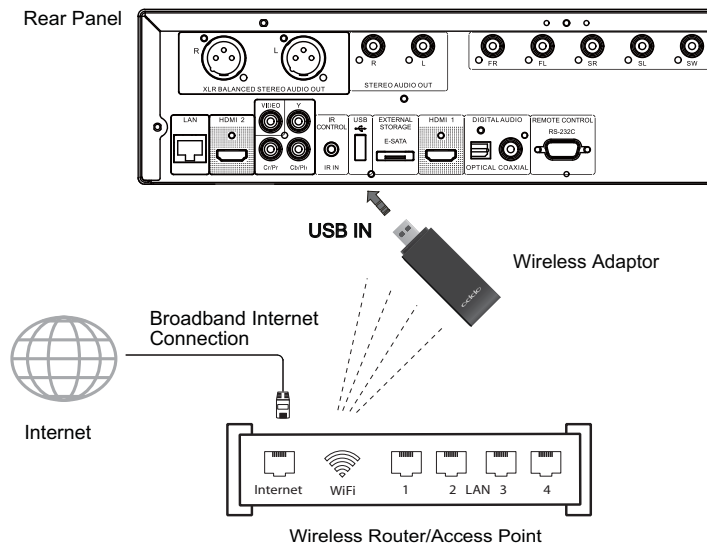 Rear Panel
R
L
XLR BALANCED STEREO AUDIO OUT
R
L
STEREO AUDIO OUT
FR
FL
SR
SL
SW
LAN
HDMI 2
VIDEO
Y
Cr/Pr
Cb/Pb
IR
CONTROL
IR IN
USB
EXTERNAL
STORAGE
E-SATA
HDMI 1
DIGITAL AUDIO
OPTICAL COAXIAL
REMOTE CONTROL
RS-232C
USB IN
Wireless Adaptor
Broadband Internet
Connection
Internet
Internet
WiFi
1
2
LAN
3
4
Wireless Router/Access Point